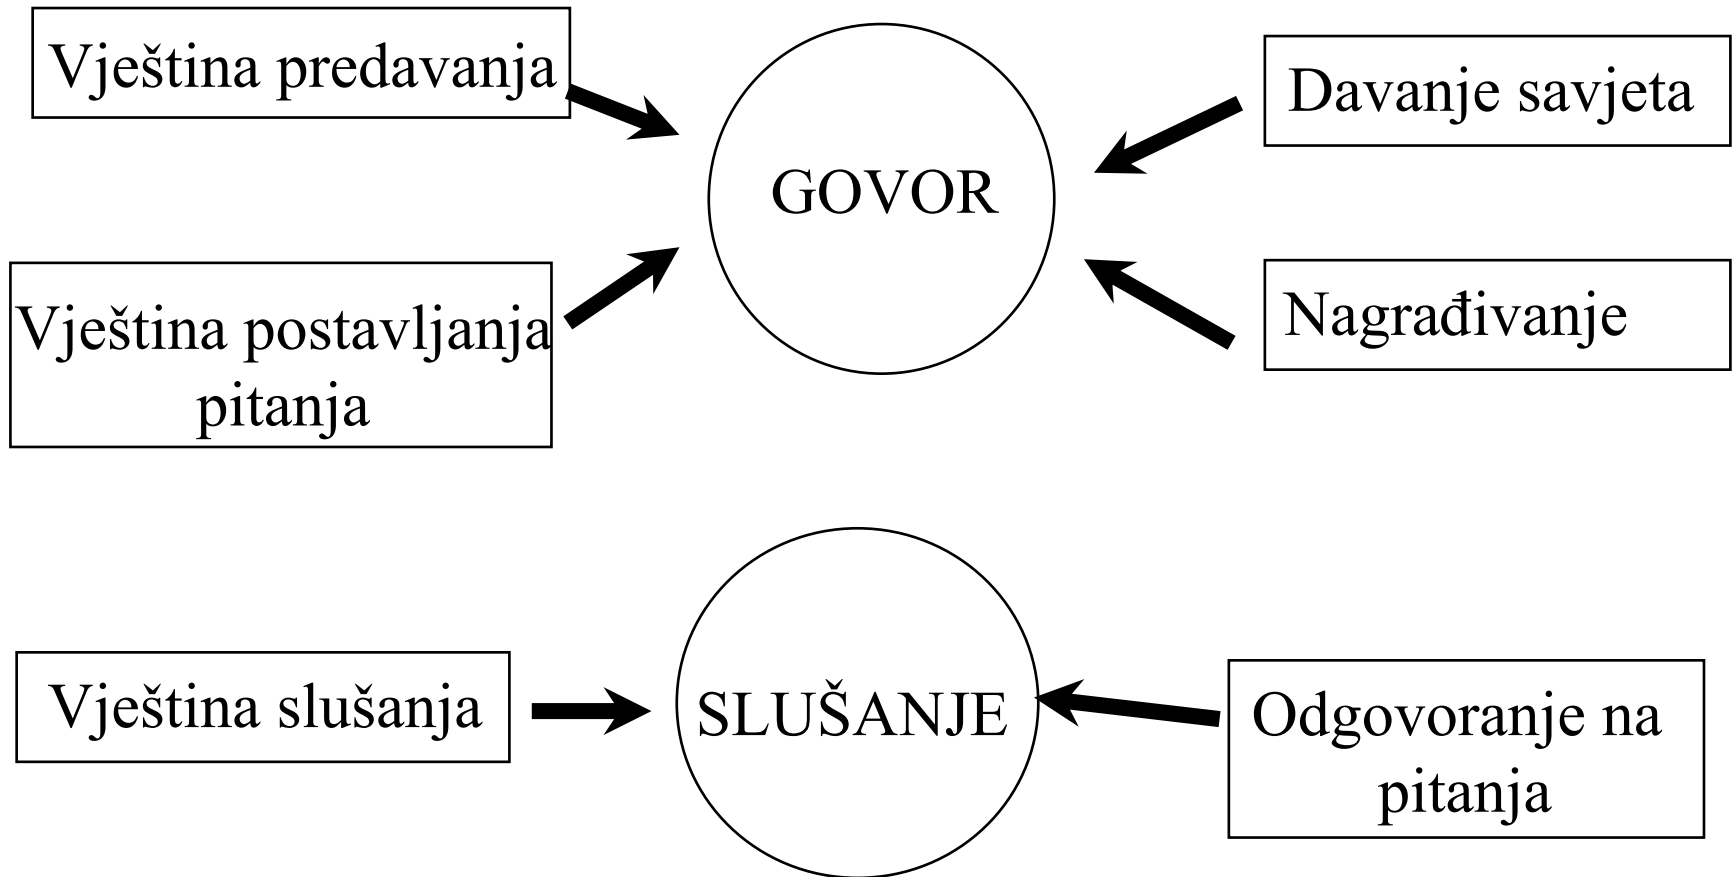 Vještina predavanja
GOVOR
Davanje savjeta
Vještina postavljanja
pitanja
Nagrađivanje
Vještina slušanja
SLUŠANJE
Odgovoranje na
pitanja